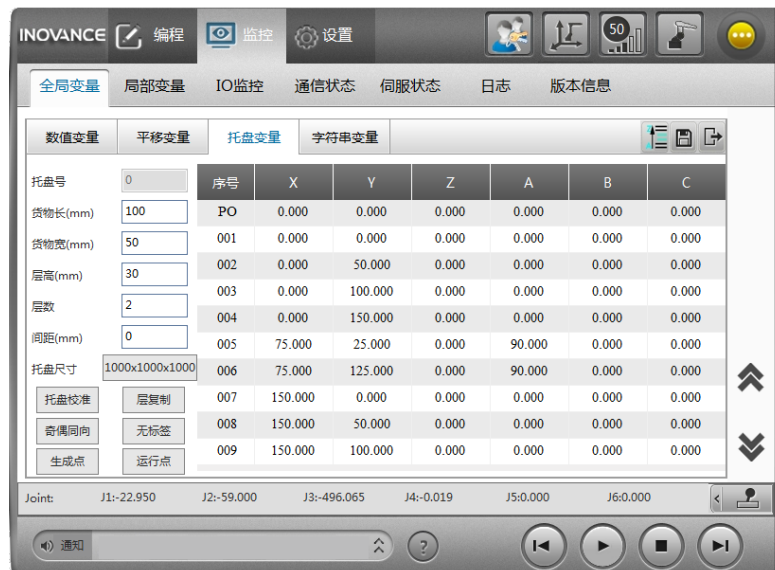 INOVANCE 编程 监控 设置 50
全局变量 局部变量 IO监控 通信状态 伺服状态 日志 版本信息
数值变量 平移变量 托盘变量 字符串变量
托盘号 0
货物长(mm) 100
货物宽(mm) 50
层高(mm) 30
层数 2
间距(mm) 0
托盘尺寸 1000x1000x1000
托盘校准 层复制
奇偶同向 无标签
生成点 运行点
序号 X Y Z A B C
PO 0.000 0.000 0.000 0.000 0.000 0.000
001 0.000 0.000 0.000 0.000 0.000 0.000
002 0.000 50.000 0.000 0.000 0.000 0.000
003 0.000 100.000 0.000 0.000 0.000 0.000
004 0.000 150.000 0.000 0.000 0.000 0.000
005 75.000 25.000 0.000 90.000 0.000 0.000
006 75.000 125.000 0.000 90.000 0.000 0.000
007 150.000 0.000 0.000 0.000 0.000 0.000
008 150.000 50.000 0.000 0.000 0.000 0.000
009 150.000 100.000 0.000 0.000 0.000 0.000
Joint: J1:-22.950 J2:-59.000 J3:-496.065 J4:-0.019 J5:0.000 J6:0.000
通知 ?